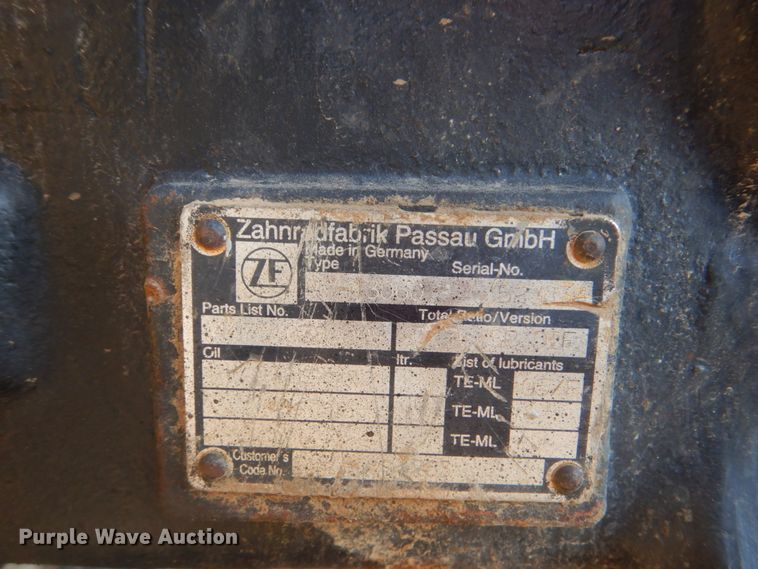 Zahnradfabrik Passau GmbH
Made in Germany
ZF
Type Serial-No.
Parts List No. Total Ratio/Version
Oil ltr. List of lubricants
TE-ML
TE-ML
TE-ML
Customer's
Code No.
Purple Wave Auction®